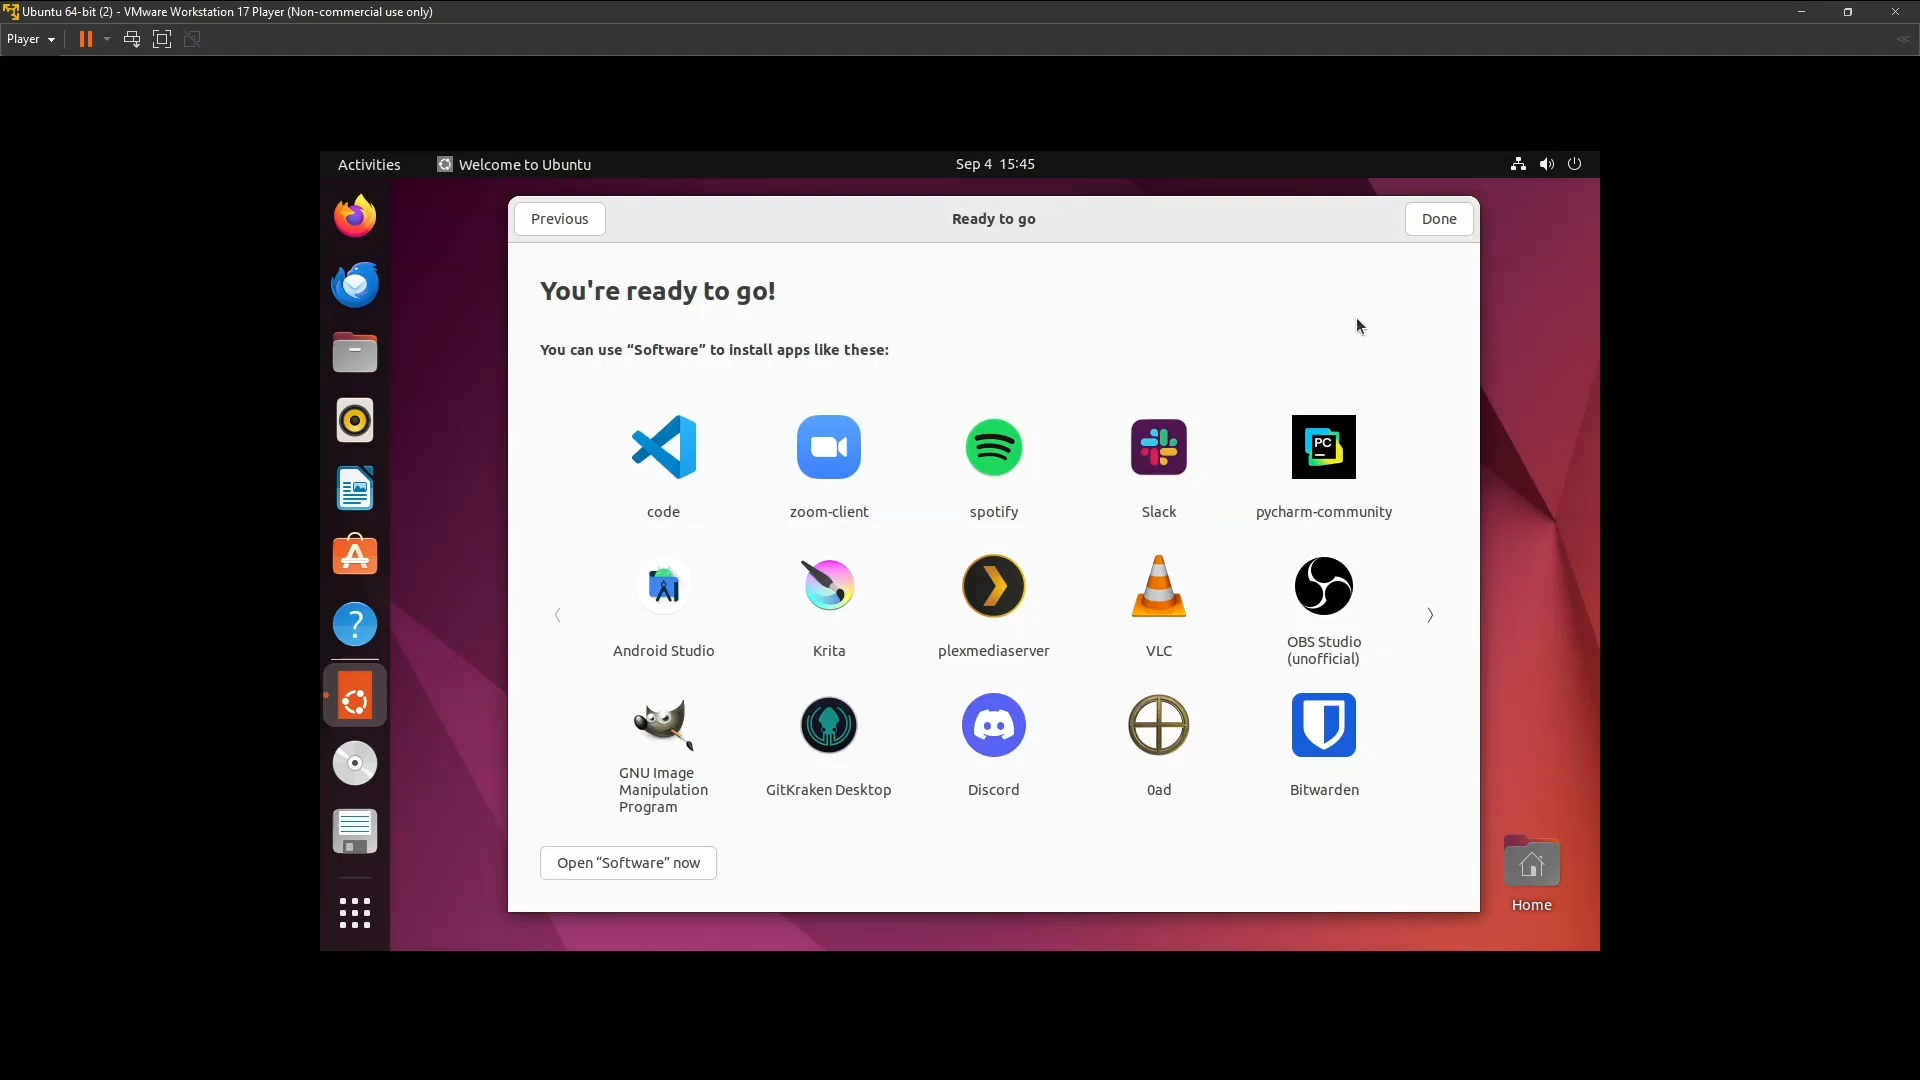 Ubuntu 64-bit (2) - VMware Workstation 17 Player (Non-commercial use only)
Player
Activities
Welcome to Ubuntu
Sep 4 15:45
Previous
Ready to go
Done
You're ready to go!
You can use “Software” to install apps like these:
code
zoom-client
spotify
Slack
PC
pycharm-community
Android Studio
Krita
plexmediaserver
VLC
OBS Studio
(unofficial)
GNU Image
Manipulation
Program
GitKraken Desktop
Discord
0ad
Bitwarden
Open “Software” now
Home